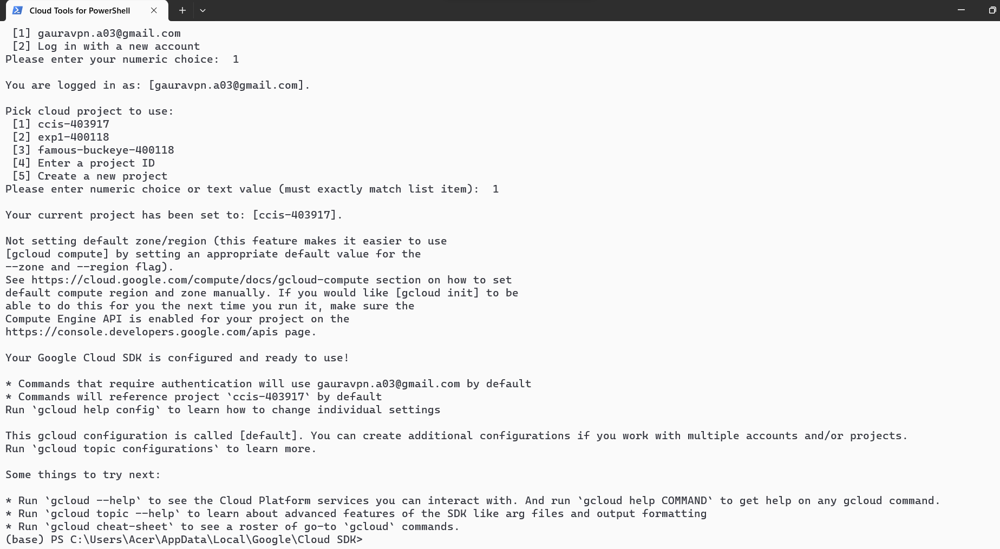 Cloud Tools for PowerShell
[1] gauravpn.a03@gmail.com
[2] Log in with a new account
Please enter your numeric choice:  1
You are logged in as: [gauravpn.a03@gmail.com].
Pick cloud project to use:
[1] ccis-403917
[2] exp1-400118
[3] famous-buckeye-400118
[4] Enter a project ID
[5] Create a new project
Please enter numeric choice or text value (must exactly match list item):  1
Your current project has been set to: [ccis-403917].
Not setting default zone/region (this feature makes it easier to use
[gcloud compute] by setting an appropriate default value for the
--zone and --region flag).
See https://cloud.google.com/compute/docs/gcloud-compute section on how to set
default compute region and zone manually. If you would like [gcloud init] to be
able to do this for you the next time you run it, make sure the
Compute Engine API is enabled for your project on the
https://console.developers.google.com/apis page.
Your Google Cloud SDK is configured and ready to use!
* Commands that require authentication will use gauravpn.a03@gmail.com by default
* Commands will reference project `ccis-403917` by default
Run `gcloud help config` to learn how to change individual settings
This gcloud configuration is called [default]. You can create additional configurations if you work with multiple accounts and/or projects.
Run `gcloud topic configurations` to learn more.
Some things to try next:
* Run `gcloud --help` to see the Cloud Platform services you can interact with. And run `gcloud help COMMAND` to get help on any gcloud command.
* Run `gcloud topic --help` to learn about advanced features of the SDK like arg files and output formatting
* Run `gcloud cheat-sheet` to see a roster of go-to `gcloud` commands.
(base) PS C:\Users\Acer\AppData\Local\Google\Cloud SDK>